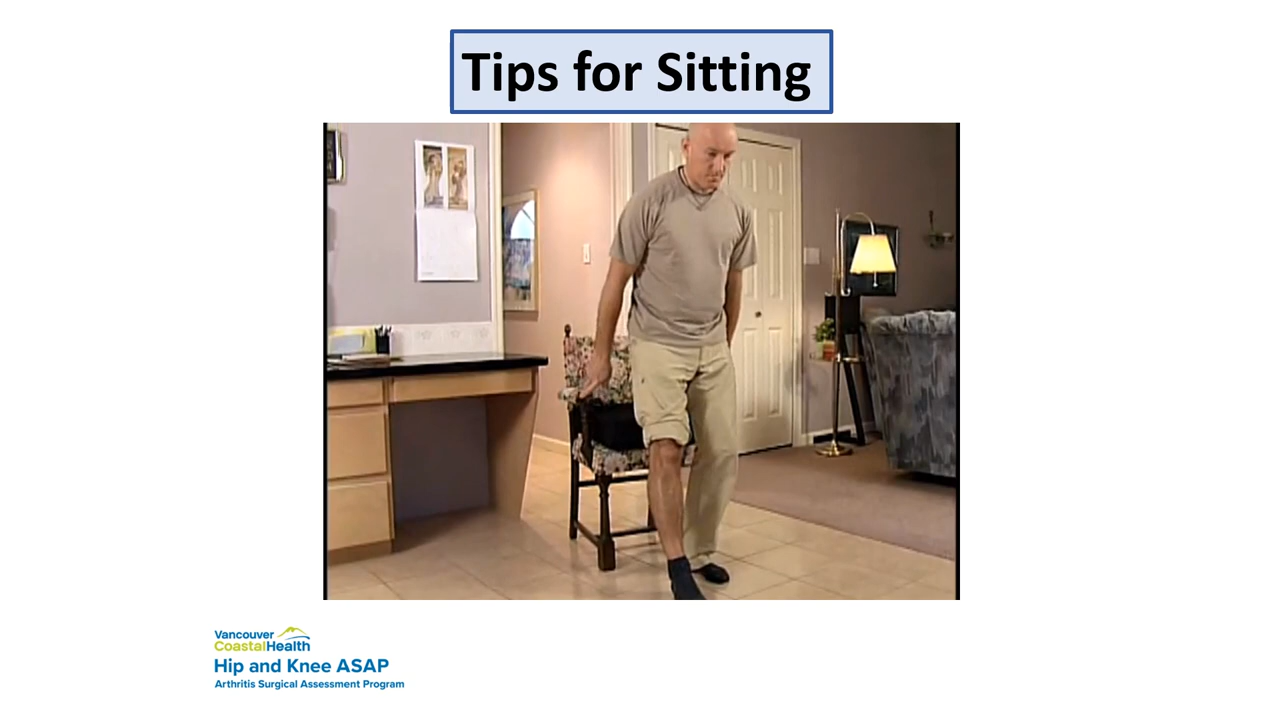 Tips for Sitting
Vancouver
CoastalHealth
Hip and Knee ASAP
Arthritis Surgical Assessment Program